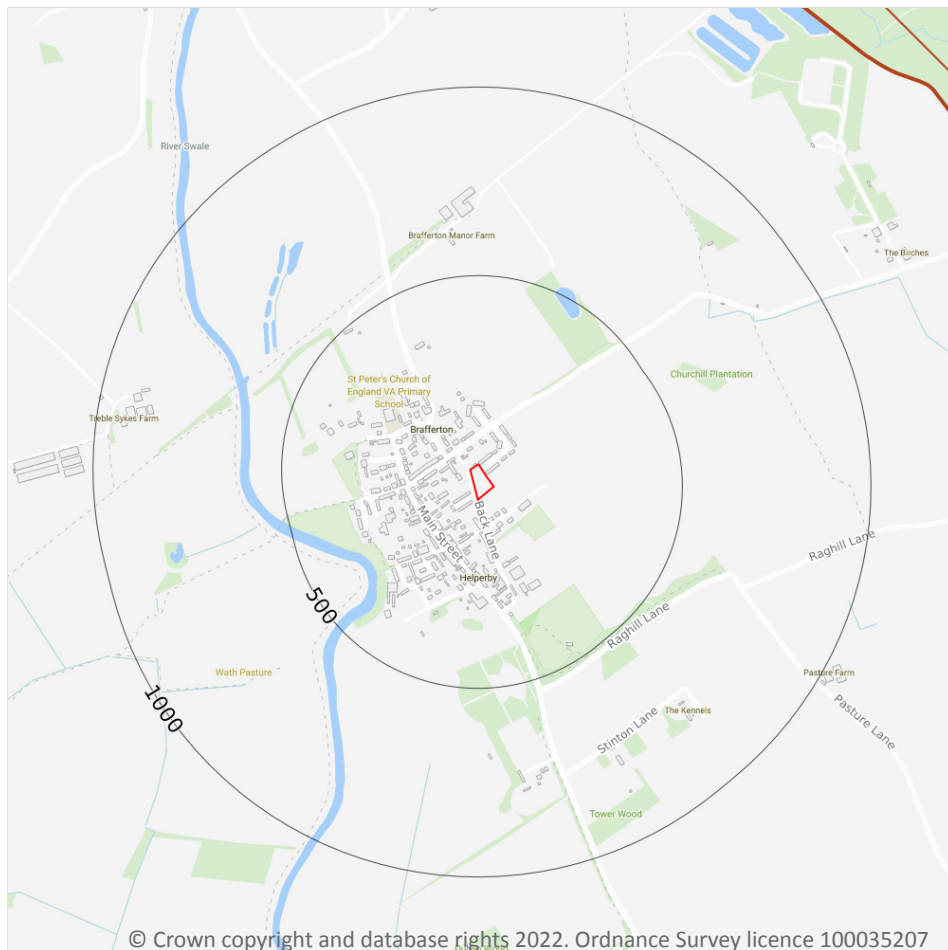 River Swale
Brafferton Manor Farm
The Birches
St Peter's Church of
England VA Primary
School
Churchill Plantation
Treble Sykes Farm
Brafferton
Back Lane
Main Street
Raghill Lane
Helperby
500
Raghill Lane
Wath Pasture
Pasture Farm
1000
The Kennels
Pasture Lane
Stinton Lane
Tower Wood
© Crown copyright and database rights 2022. Ordnance Survey licence 100035207